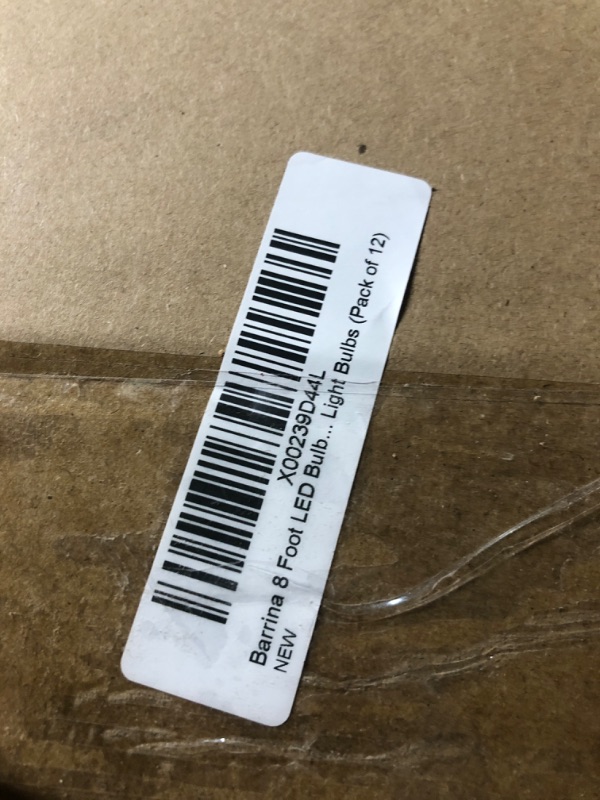 X00239D44L
Barrina 8 Foot LED Bulb... Light Bulbs (Pack of 12)
NEW